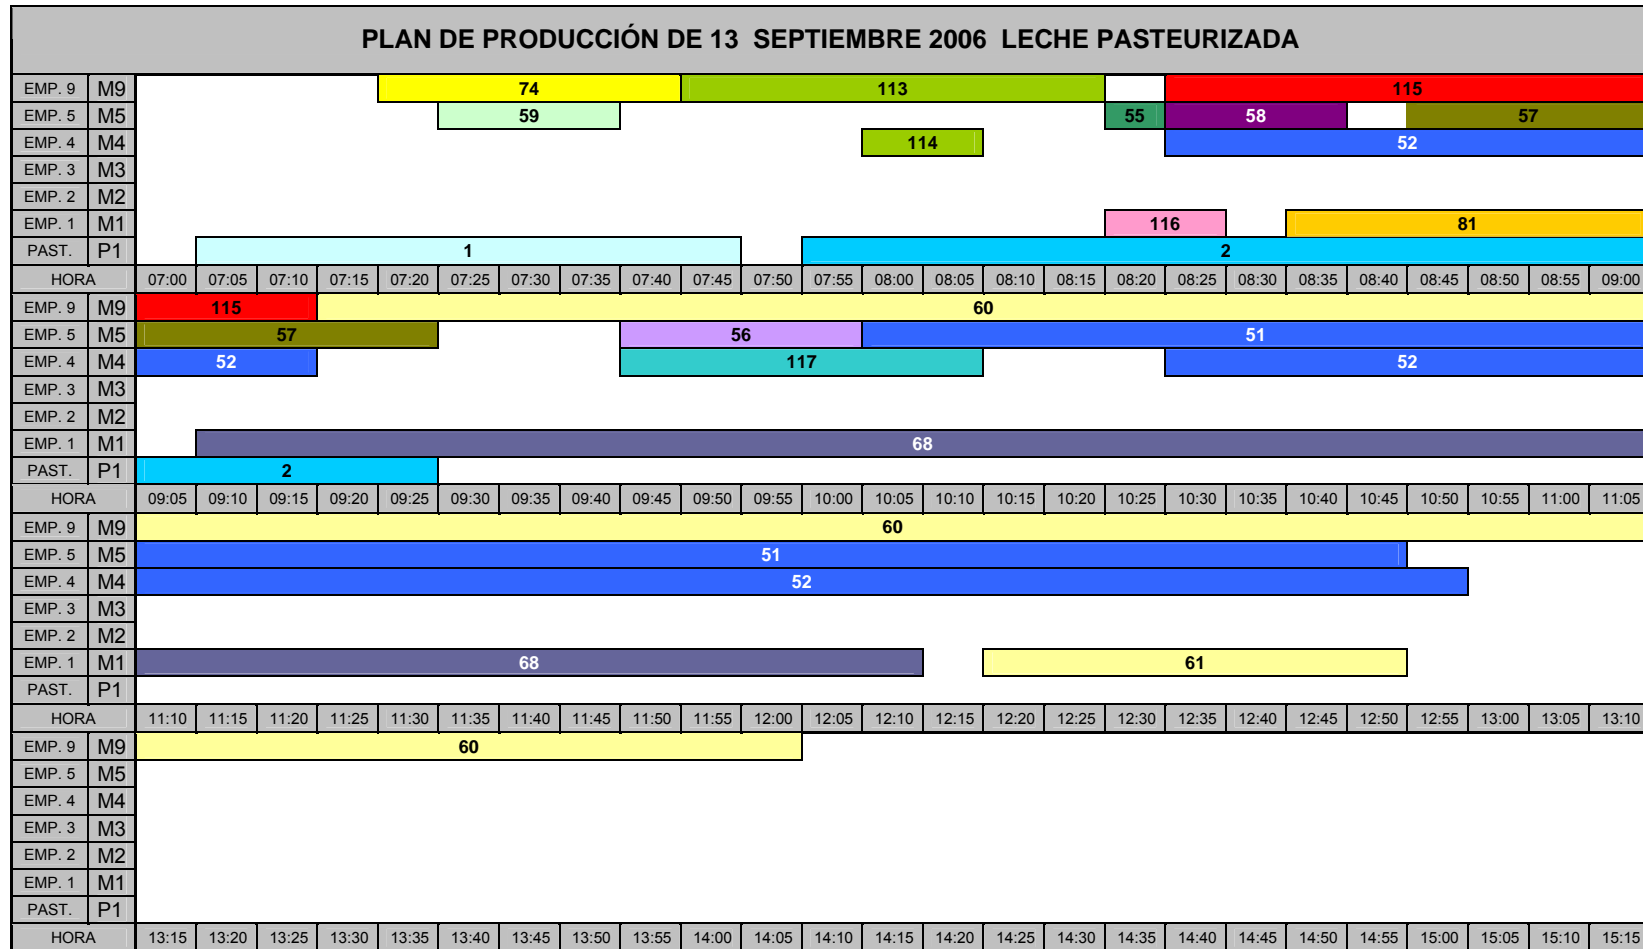 PLAN DE PRODUCCIÓN DE 13 SEPTIEMBRE 2006 LECHE PASTEURIZADA
EMP. 9 M9 74 113 115
EMP. 5 M5 59 55 58 57
EMP. 4 M4 114 52
EMP. 3 M3
EMP. 2 M2
EMP. 1 M1 116 81
PAST. P1 1 2
HORA 07:00 07:05 07:10 07:15 07:20 07:25 07:30 07:35 07:40 07:45 07:50 07:55 08:00 08:05 08:10 08:15 08:20 08:25 08:30 08:35 08:40 08:45 08:50 08:55 09:00
EMP. 9 M9 115 60
EMP. 5 M5 57 56 51
EMP. 4 M4 52 117 52
EMP. 3 M3
EMP. 2 M2
EMP. 1 M1 68
PAST. P1 2
HORA 09:05 09:10 09:15 09:20 09:25 09:30 09:35 09:40 09:45 09:50 09:55 10:00 10:05 10:10 10:15 10:20 10:25 10:30 10:35 10:40 10:45 10:50 10:55 11:00 11:05
EMP. 9 M9 60
EMP. 5 M5 51
EMP. 4 M4 52
EMP. 3 M3
EMP. 2 M2
EMP. 1 M1 68 61
PAST. P1
HORA 11:10 11:15 11:20 11:25 11:30 11:35 11:40 11:45 11:50 11:55 12:00 12:05 12:10 12:15 12:20 12:25 12:30 12:35 12:40 12:45 12:50 12:55 13:00 13:05 13:10
EMP. 9 M9 60
EMP. 5 M5
EMP. 4 M4
EMP. 3 M3
EMP. 2 M2
EMP. 1 M1
PAST. P1
HORA 13:15 13:20 13:25 13:30 13:35 13:40 13:45 13:50 13:55 14:00 14:05 14:10 14:15 14:20 14:25 14:30 14:35 14:40 14:45 14:50 14:55 15:00 15:05 15:10 15:15